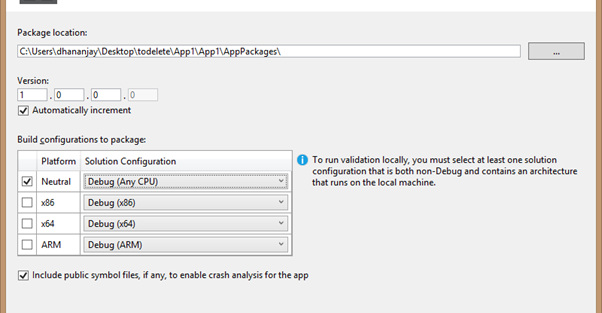 Package location:
C:\Users\dhananjay\Desktop\todelete\App1\App1\AppPackages\
...
Version:
1 . 0 . 0 . 0
Automatically increment
Build configurations to package:
Platform Solution Configuration
Neutral Debug (Any CPU)
x86 Debug (x86)
x64 Debug (x64)
ARM Debug (ARM)
To run validation locally, you must select at least one solution
configuration that is both non-Debug and contains an architecture
that runs on the local machine.
Include public symbol files, if any, to enable crash analysis for the app